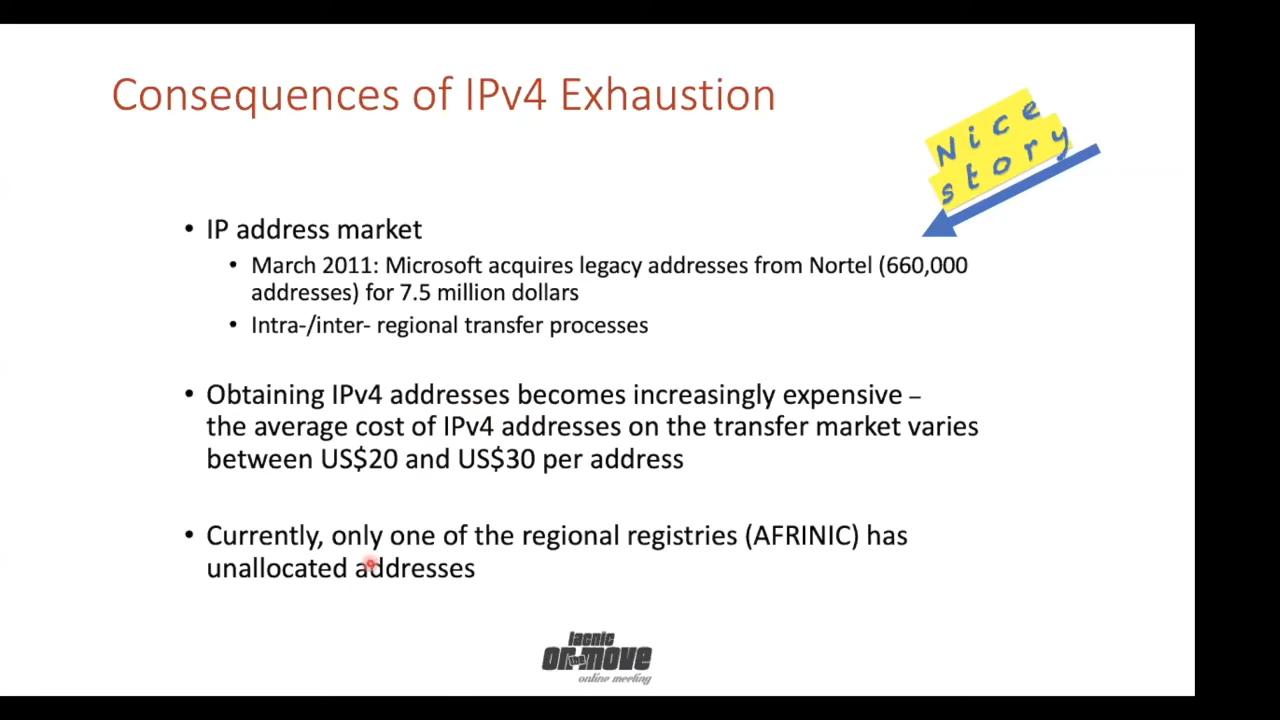 Consequences of IPv4 Exhaustion
Nice
story
• IP address market
• March 2011: Microsoft acquires legacy addresses from Nortel (660,000
addresses) for 7.5 million dollars
• Intra-/inter- regional transfer processes
• Obtaining IPv4 addresses becomes increasingly expensive –
the average cost of IPv4 addresses on the transfer market varies
between US$20 and US$30 per address
• Currently, only one of the regional registries (AFRINIC) has
unallocated addresses
lacnic
on the move
online meeting